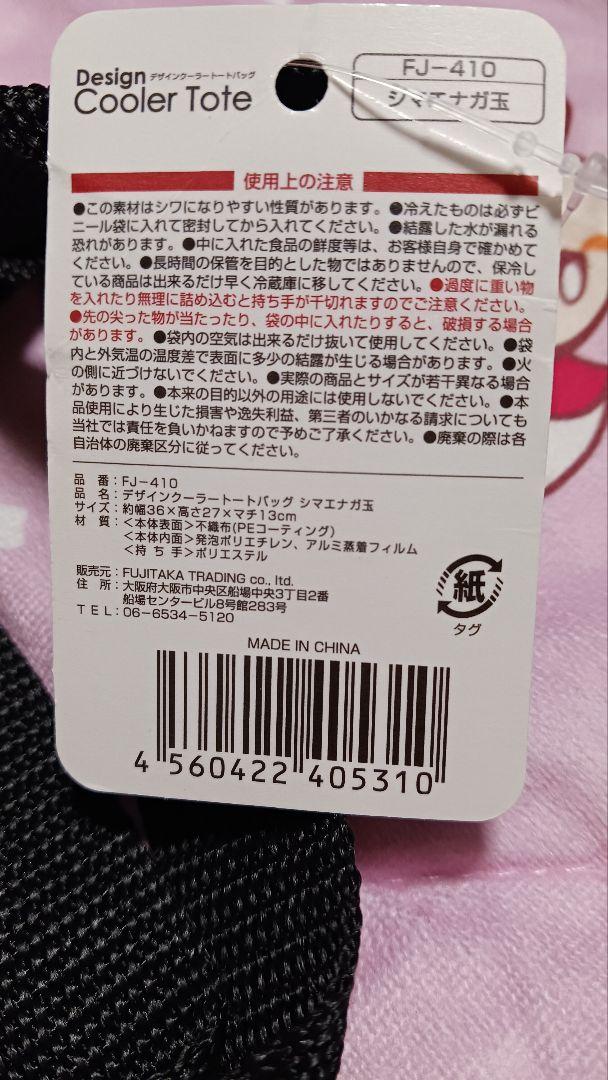 Design デザインクーラートートバッグ
Cooler Tote
FJ-410
シマエナガ玉
使用上の注意
●この素材はシワになりやすい性質があります。●冷えたものは必ずビ
ニール袋に入れて密封してから入れてください。●結露した水が漏れる
恐れがあります。●中に入れた食品の鮮度等は、お客様自身で確かめて
ください。●長時間の保管を目的とした物ではありませんので、保冷し
ている商品は出来るだけ早く冷蔵庫に移してください。●過度に重い物
を入れたり無理に詰め込むと持ち手が千切れますのでご注意ください。
●先の尖った物が当たったり、袋の中に入れたりすると、破損する場合
があります。●袋内の空気は出来るだけ抜いて使用してください。●袋
内と外気温の温度差で表面に多少の結露が生じる場合があります。●火
の側に近づけないでください。●実際の商品とサイズが若干異なる場合
があります。●本来の目的以外の用途には使用しないでください。●本
品使用により生じた損害や逸失利益、第三者のいかなる請求についても
当社では責任を負いかねますので予めご了承ください。●廃棄の際は各
自治体の廃棄区分に従ってください。
品 番：FJ-410
品 名：デザインクーラートートバッグ シマエナガ玉
サイズ：約幅36×高さ27×マチ13cm
材 質：＜本体表面＞不織布(PEコーティング)
＜本体内面＞発泡ポリエチレン、アルミ蒸着フィルム
＜持 ち 手＞ポリエステル
販売元：FUJITAKA TRADING co., ltd.
住 所：大阪府大阪市中央区船場中央3丁目2番
船場センタービル8号館283号
TEL：06-6534-5120
紙
タグ
MADE IN CHINA
4 560422 405310